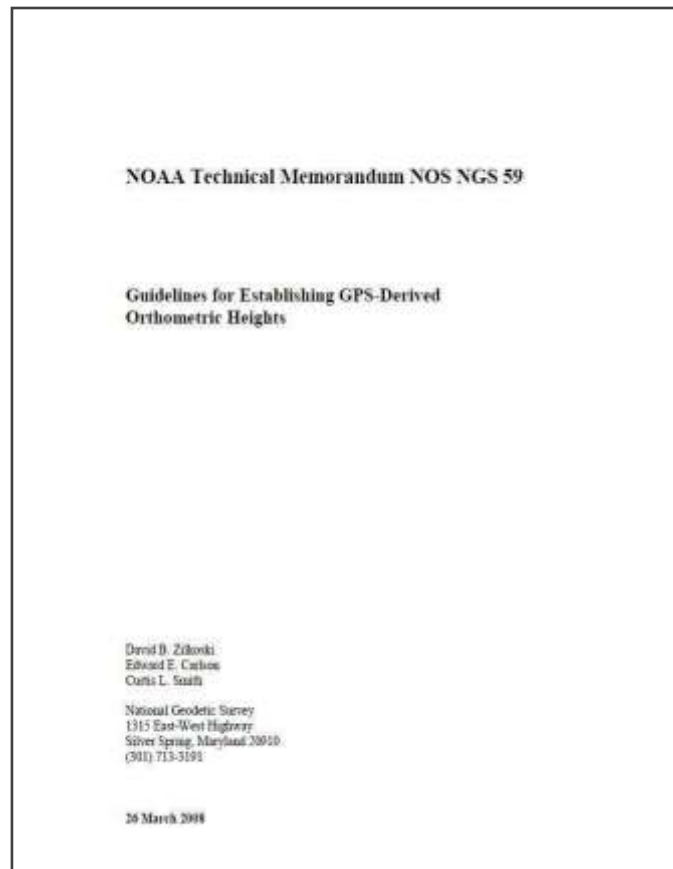 NOAA Technical Memorandum NOS NGS 59
Guidelines for Establishing GPS-Derived
Orthometric Heights
David B. Zilkoski
Edward E. Carlson
Curtis L. Smith
National Geodetic Survey
1315 East-West Highway
Silver Spring, Maryland 20910
(301) 713-3191
26 March 2008